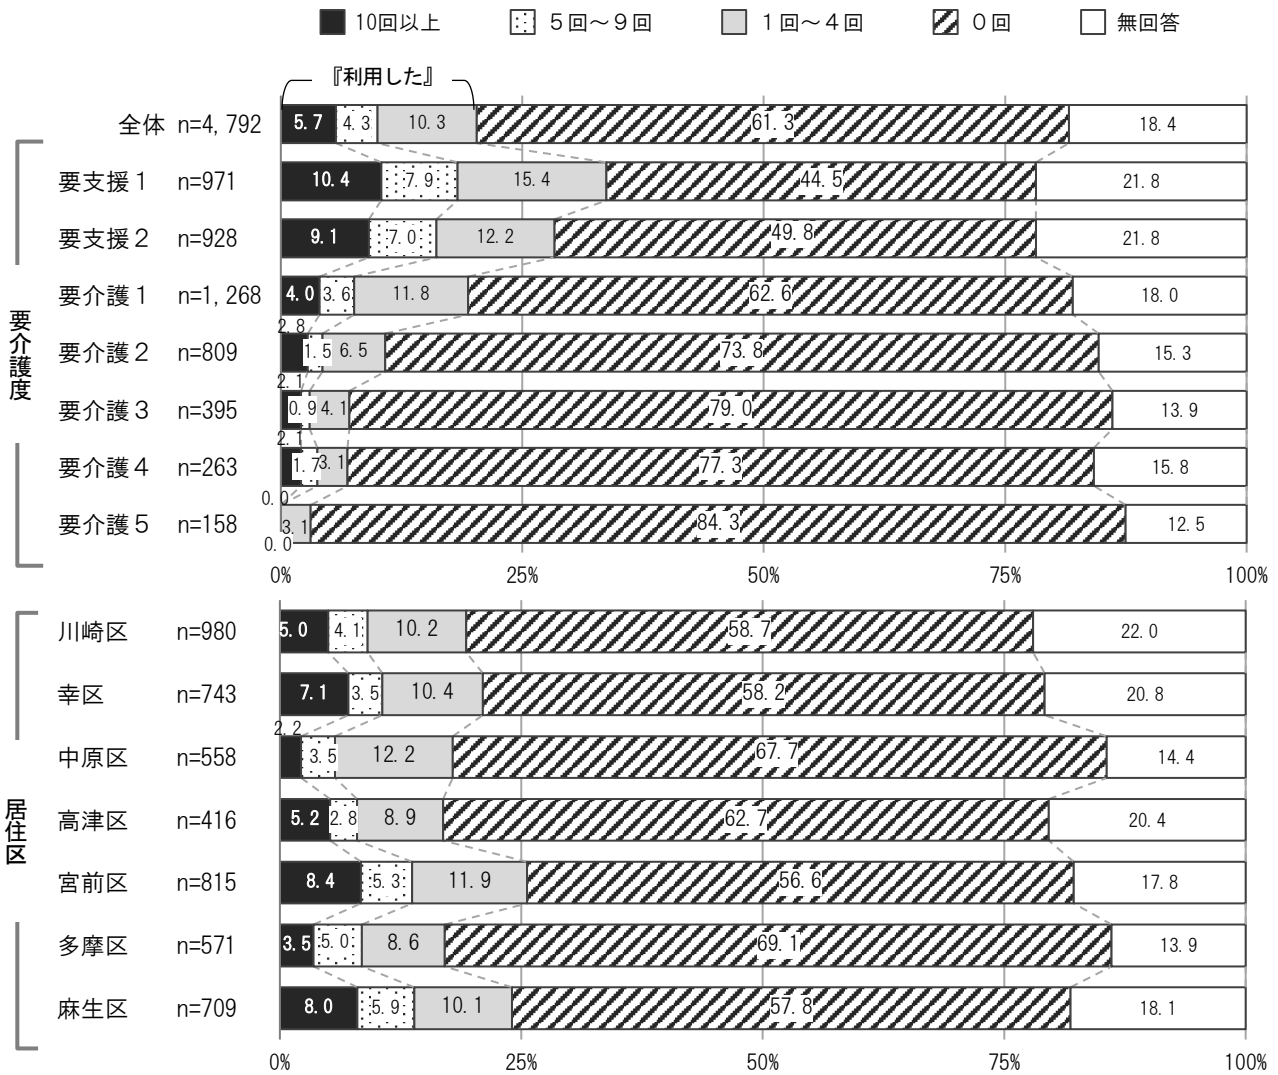 10回以上 5回～9回 1回～4回 0回 無回答
『利用した』
全体 n=4,792 5.7 4.3 10.3 61.3 18.4
要介護度
要支援1 n=971 10.4 7.9 15.4 44.5 21.8
要支援2 n=928 9.1 7.0 12.2 49.8 21.8
要介護1 n=1,268 4.0 3.6 11.8 62.6 18.0
要介護2 n=809 2.8 1.5 6.5 73.8 15.3
要介護3 n=395 2.1 0.9 4.1 79.0 13.9
要介護4 n=263 2.1 1.7 3.1 77.3 15.8
要介護5 n=158 0.0 0.0 3.1 84.3 12.5
0% 25% 50% 75% 100%
居住区
川崎区 n=980 5.0 4.1 10.2 58.7 22.0
幸区 n=743 7.1 3.5 10.4 58.2 20.8
中原区 n=558 2.2 3.5 12.2 67.7 14.4
高津区 n=416 5.2 2.8 8.9 62.7 20.4
宮前区 n=815 8.4 5.3 11.9 56.6 17.8
多摩区 n=571 3.5 5.0 8.6 69.1 13.9
麻生区 n=709 8.0 5.9 10.1 57.8 18.1
0% 25% 50% 75% 100%